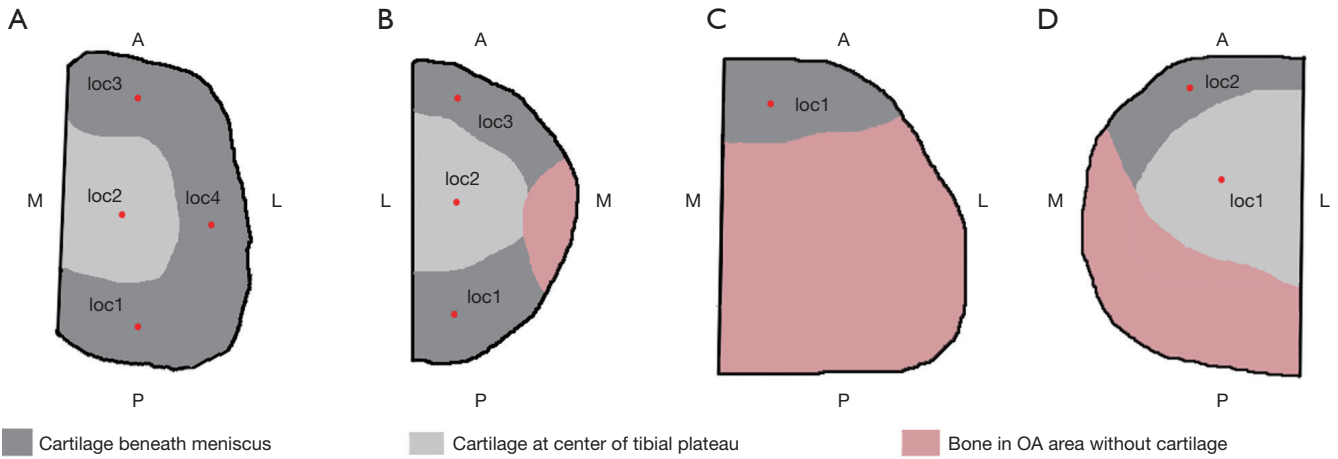 A
B
C
D
A
A
A
A
loc3
loc3
loc1
loc2
M
loc2
loc4
L
L
loc2
M
M
L
M
loc1
L
loc1
loc1
P
P
P
P
Cartilage beneath meniscus
Cartilage at center of tibial plateau
Bone in OA area without cartilage